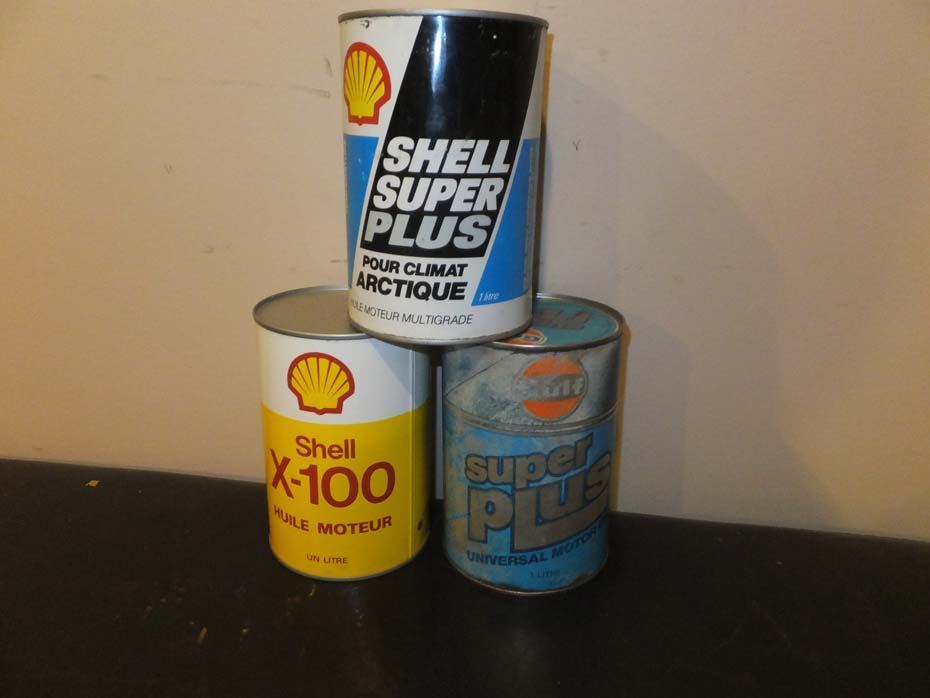 SHELL
SUPER
PLUS
POUR CLIMAT
ARCTIQUE
1 litre
HUILE MOTEUR MULTIGRADE
Shell
X-100
HUILE MOTEUR
UN LITRE
Gulf
super
PLUS
UNIVERSAL MOTOR
1 LITRE